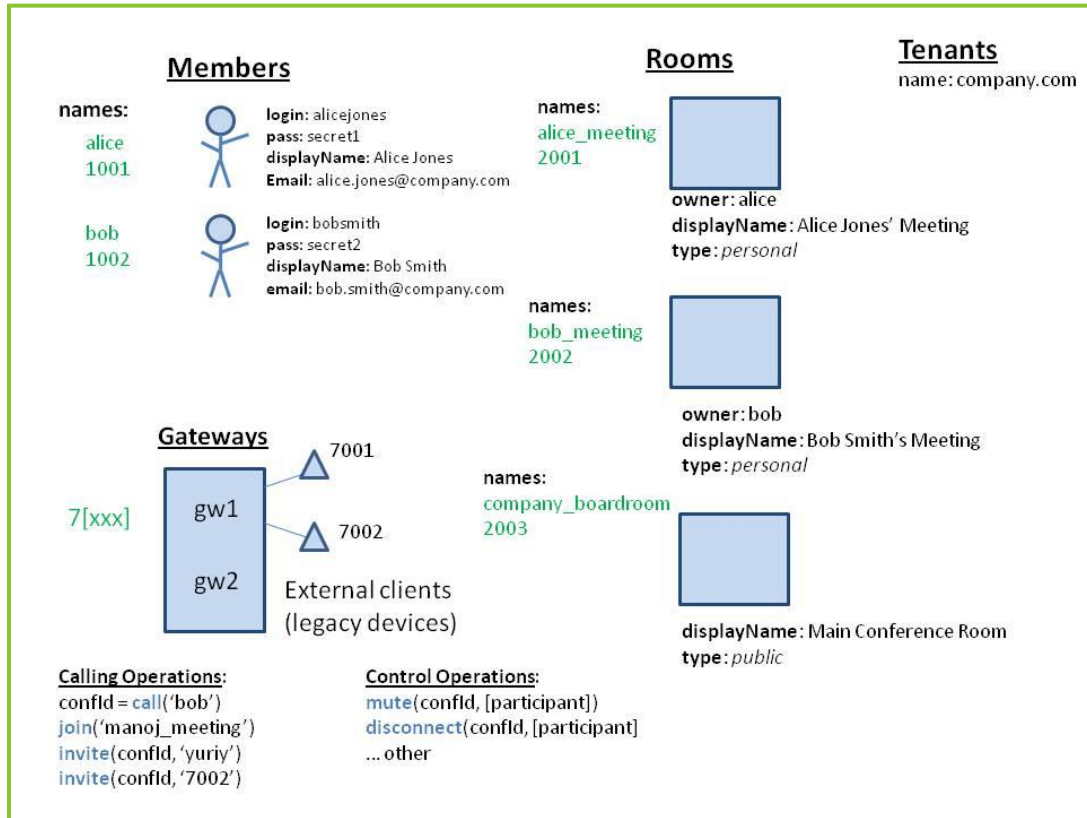 Members
names:
alice
1001
login: alicejones
pass: secret1
displayName: Alice Jones
Email: alice.jones@company.com
bob
1002
login: bobsmith
pass: secret2
displayName: Bob Smith
email: bob.smith@company.com
Rooms
names:
alice_meeting
2001
owner: alice
displayName: Alice Jones' Meeting
type: personal
names:
bob_meeting
2002
owner: bob
displayName: Bob Smith's Meeting
type: personal
names:
company_boardroom
2003
displayName: Main Conference Room
type: public
Tenants
name: company.com
Gateways
7[xxx]
gw1
gw2
7001
7002
External clients
(legacy devices)
Calling Operations:
confId = call('bob')
join('manoj_meeting')
invite(confId, 'yuriy')
invite(confId, '7002')
Control Operations:
mute(confId, [participant])
disconnect(confId, [participant]
... other